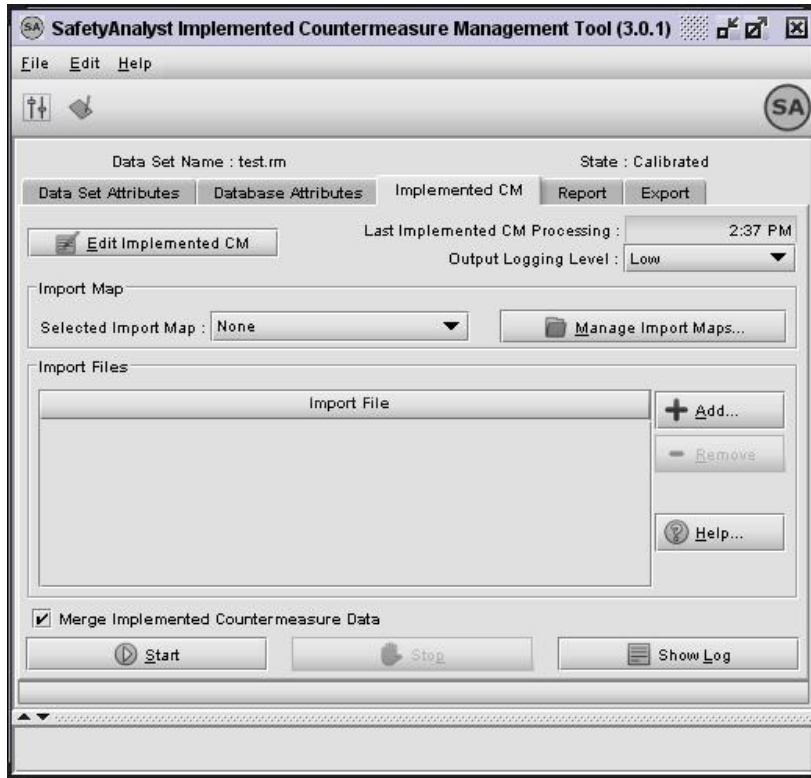 SA SafetyAnalyst Implemented Countermeasure Management Tool (3.0.1)
File Edit Help
SA
Data Set Name : test.rm State : Calibrated
Data Set Attributes Database Attributes Implemented CM Report Export
Edit Implemented CM Last Implemented CM Processing : 2:37 PM
Output Logging Level : Low
Import Map
Selected Import Map : None Manage Import Maps...
Import Files
Import File
Add...
Remove
Help...
Merge Implemented Countermeasure Data
Start Stop Show Log